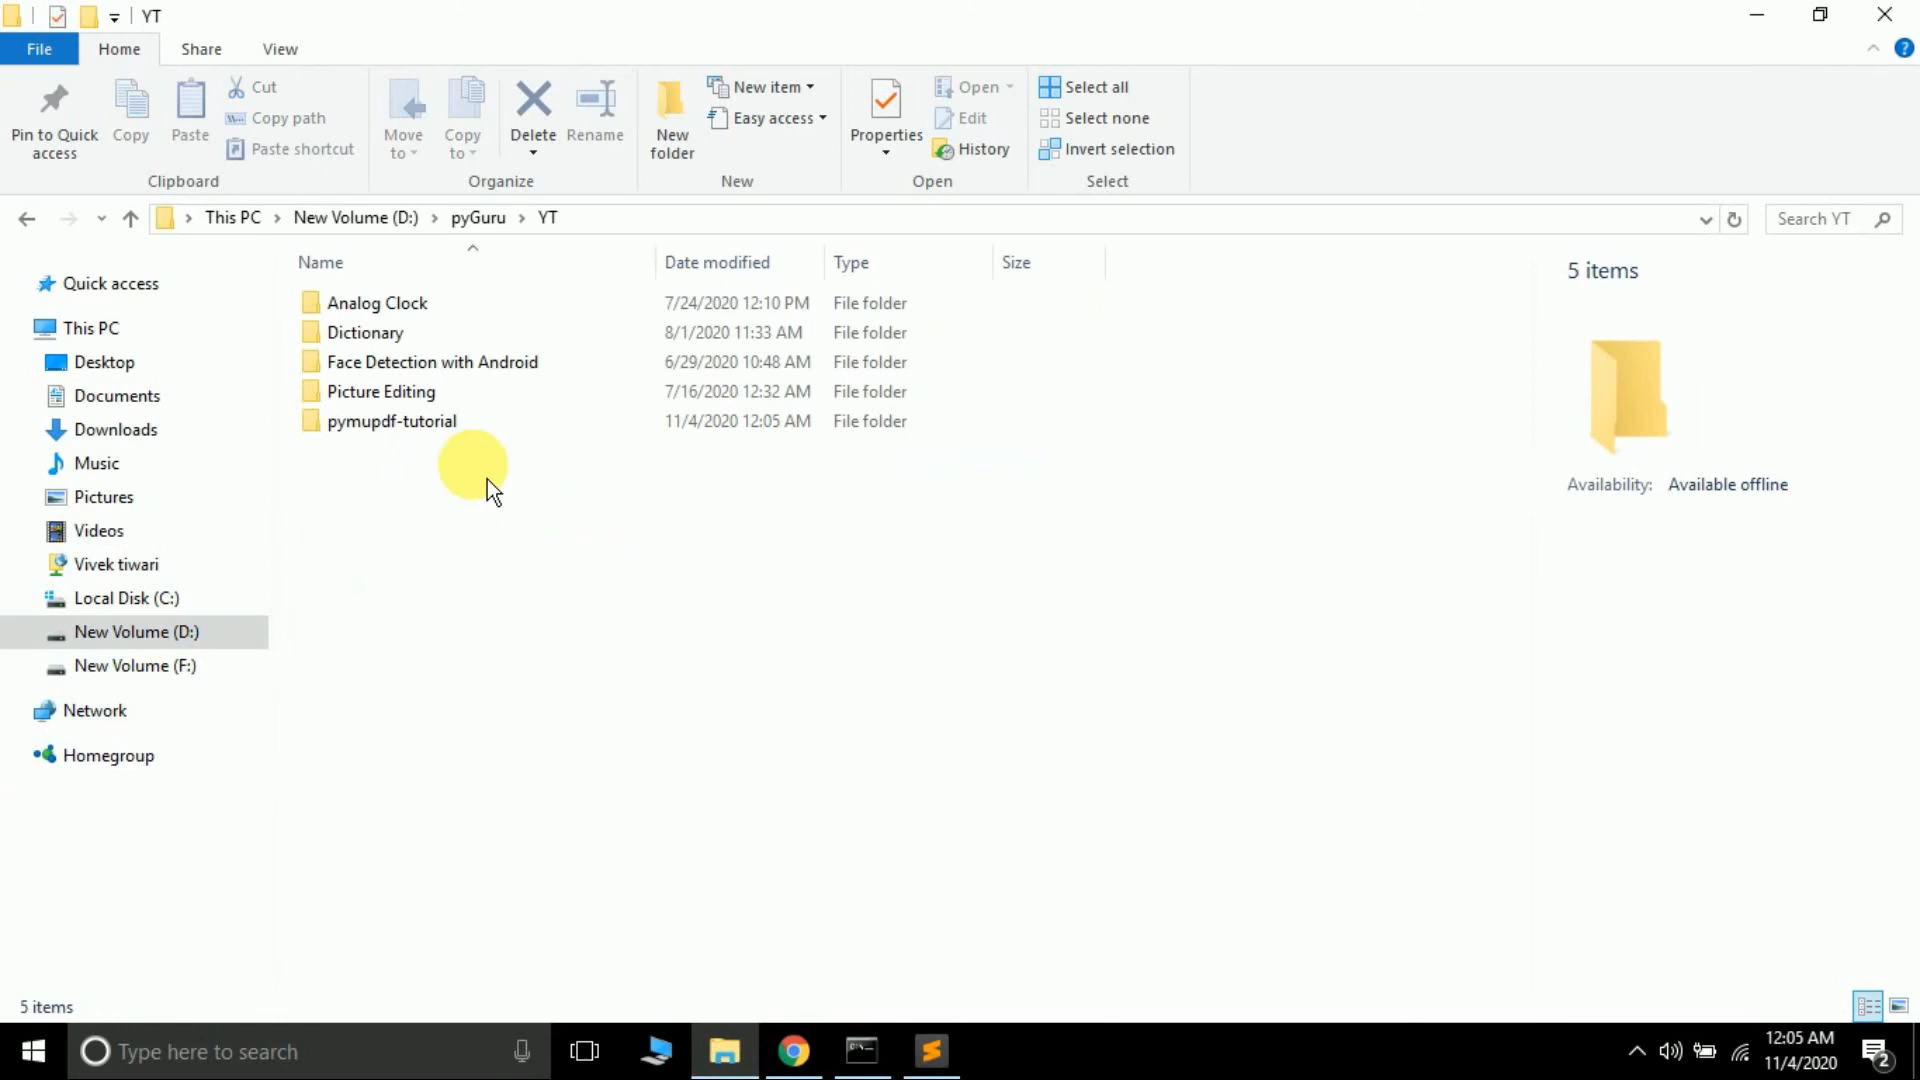 YT
File Home Share View
Pin to Quick access
Copy
Paste
Cut
Copy path
Paste shortcut
Clipboard
Move to
Copy to
Delete
Rename
Organize
New folder
New item
Easy access
New
Properties
Open
Edit
History
Open
Select all
Select none
Invert selection
Select
This PC New Volume (D:) pyGuru YT
Search YT
Quick access
This PC
Desktop
Documents
Downloads
Music
Pictures
Videos
Vivek tiwari
Local Disk (C:)
New Volume (D:)
New Volume (F:)
Network
Homegroup
Name Date modified Type Size
Analog Clock 7/24/2020 12:10 PM File folder
Dictionary 8/1/2020 11:33 AM File folder
Face Detection with Android 6/29/2020 10:48 AM File folder
Picture Editing 7/16/2020 12:32 AM File folder
pymupdf-tutorial 11/4/2020 12:05 AM File folder
5 items
Availability: Available offline
5 items
Type here to search
12:05 AM
11/4/2020
2